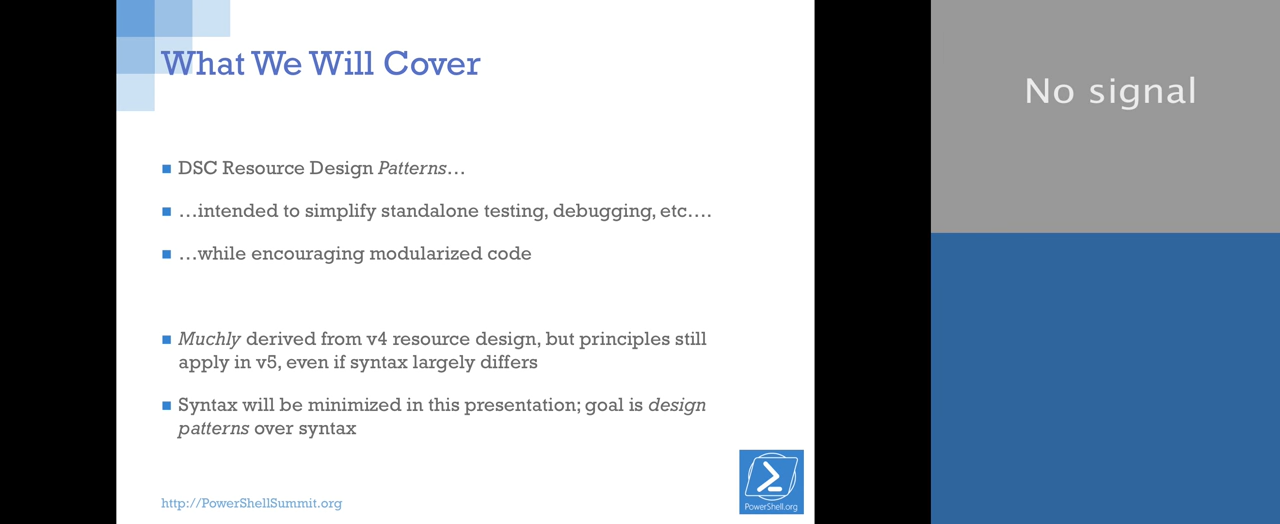 What We Will Cover
DSC Resource Design Patterns…
…intended to simplify standalone testing, debugging, etc….
…while encouraging modularized code
Muchly derived from v4 resource design, but principles still
apply in v5, even if syntax largely differs
Syntax will be minimized in this presentation; goal is design
patterns over syntax
http://PowerShellSummit.org
PowerShell.org
No signal